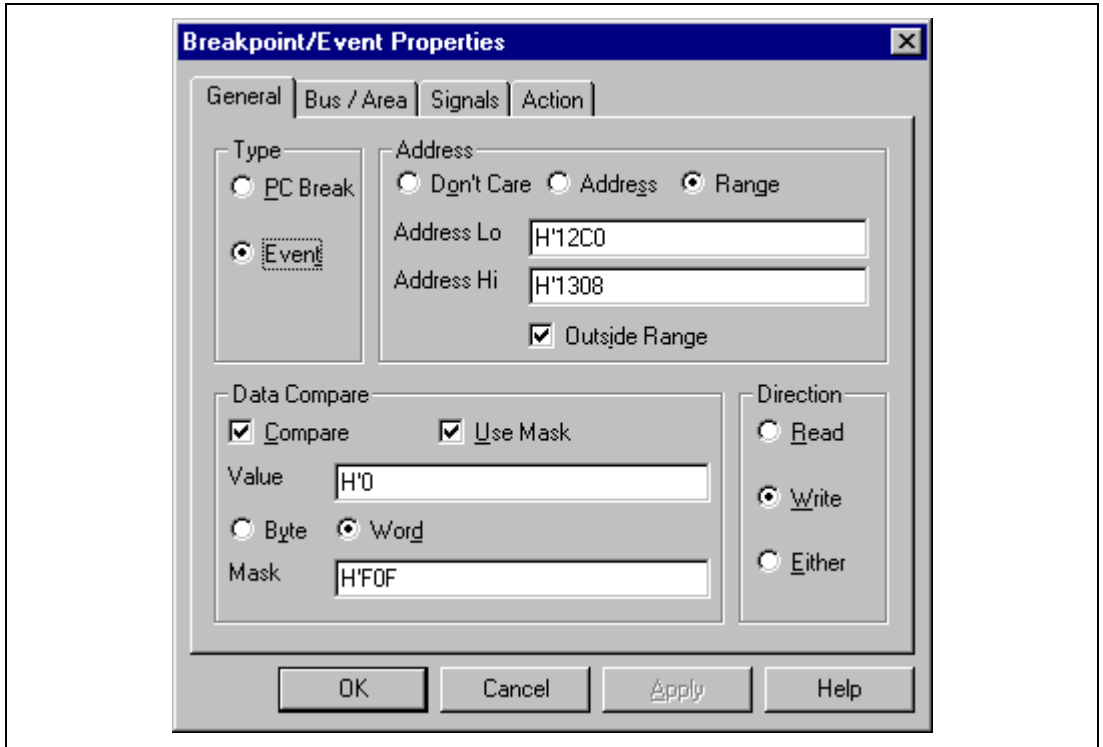 Breakpoint/Event Properties
General Bus / Area Signals Action
Type
PC Break
Event
Address
Don't Care Address Range
Address Lo H'12C0
Address Hi H'1308
Outside Range
Data Compare
Compare Use Mask
Value H'0
Byte Word
Mask H'F0F
Direction
Read
Write
Either
OK Cancel Apply Help